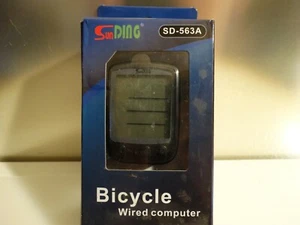 SunDING
SD-563A
Bicycle
Wired computer